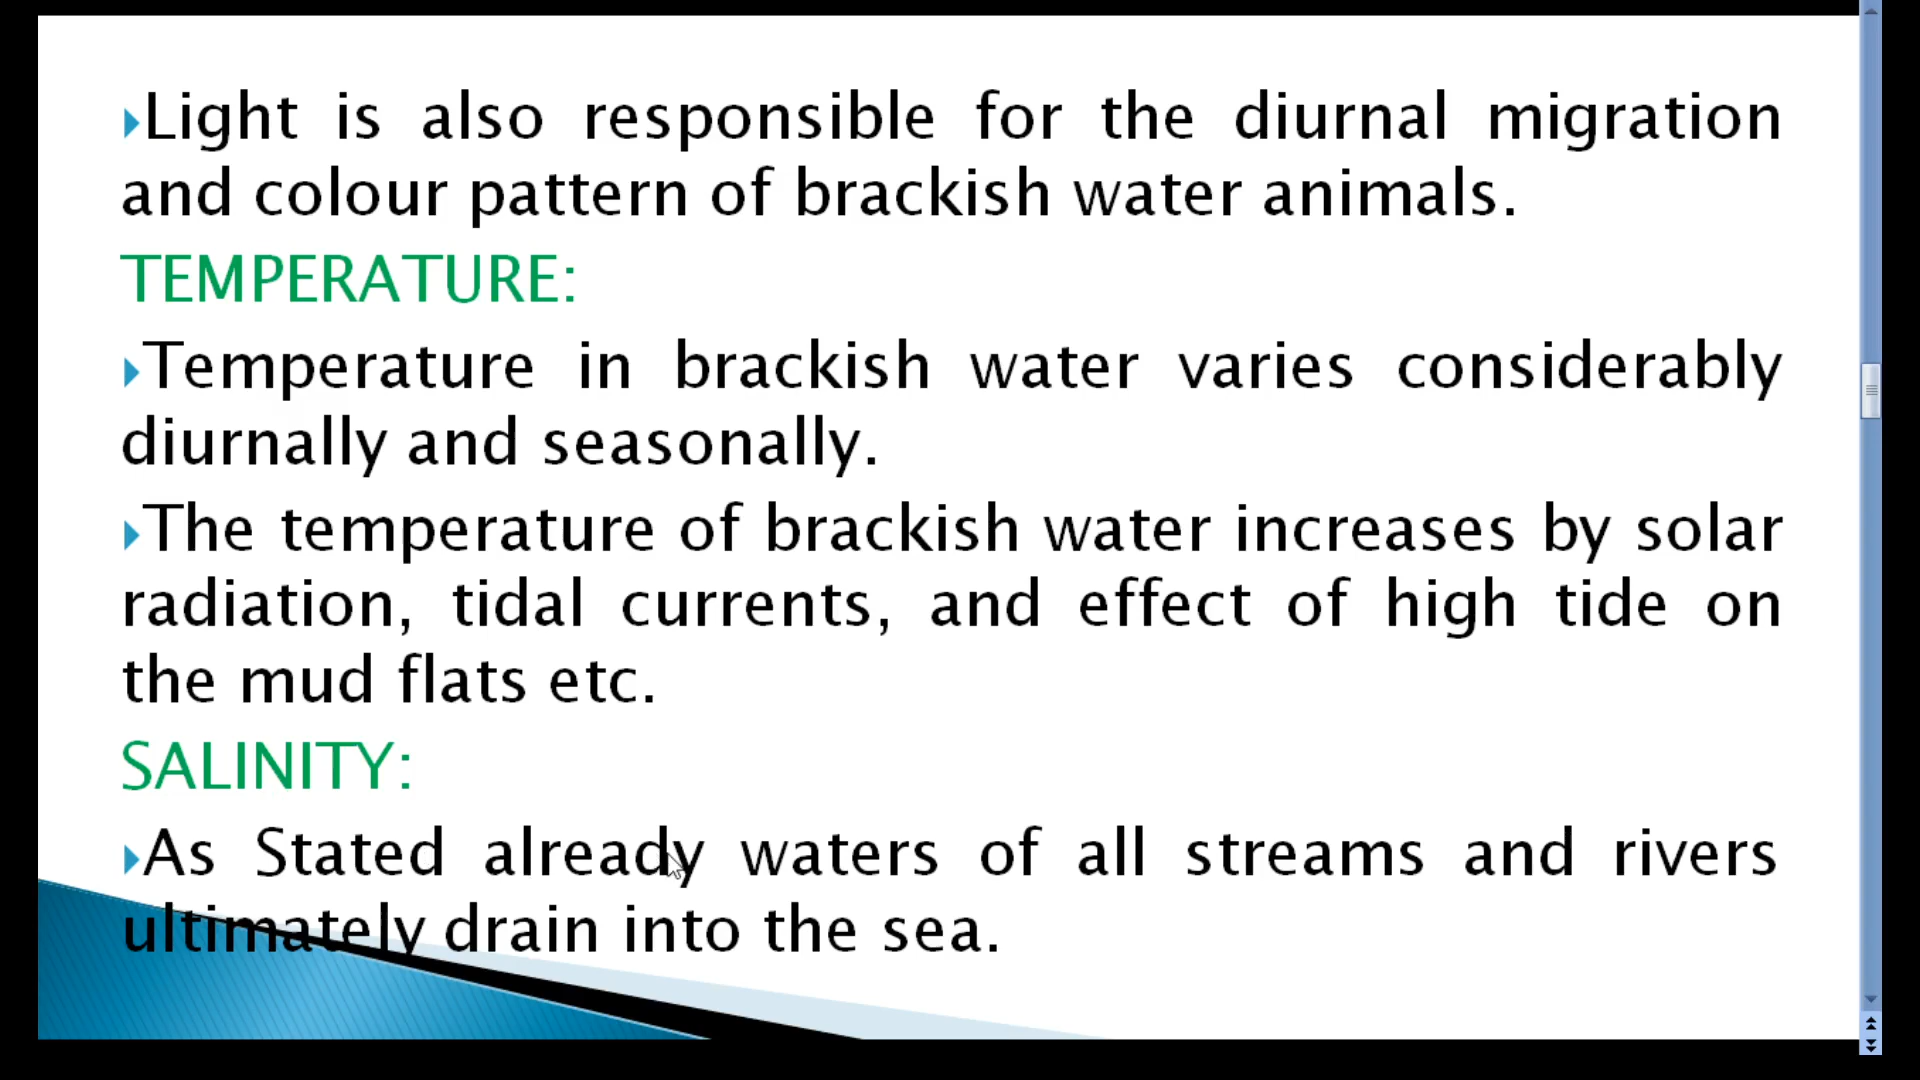 Light is also responsible for the diurnal migration
and colour pattern of brackish water animals.
TEMPERATURE:
Temperature in brackish water varies considerably
diurnally and seasonally.
The temperature of brackish water increases by solar
radiation, tidal currents, and effect of high tide on
the mud flats etc.
SALINITY:
As Stated already waters of all streams and rivers
ultimately drain into the sea.